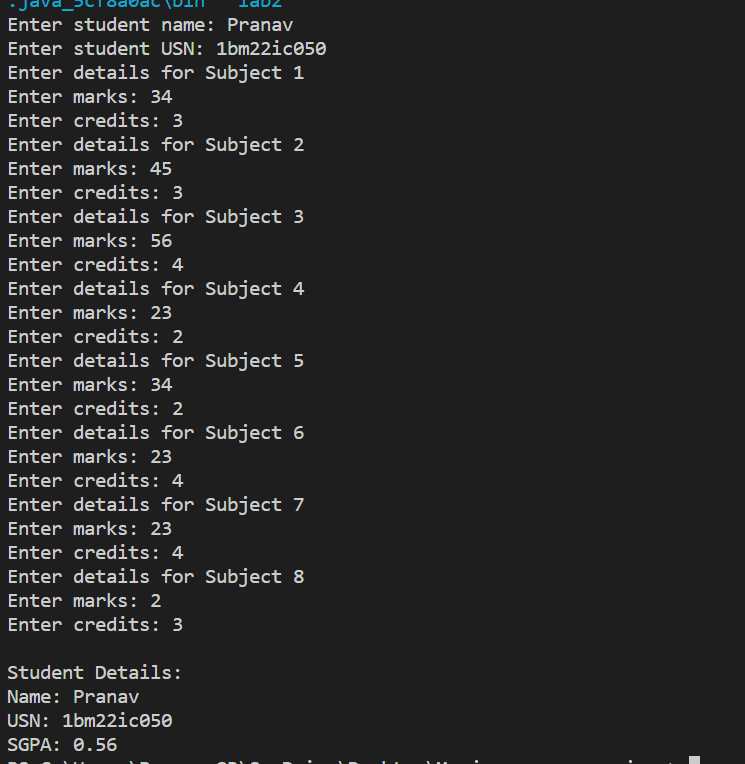 Enter student name: Pranav
Enter student USN: 1bm22ic050
Enter details for Subject 1
Enter marks: 34
Enter credits: 3
Enter details for Subject 2
Enter marks: 45
Enter credits: 3
Enter details for Subject 3
Enter marks: 56
Enter credits: 4
Enter details for Subject 4
Enter marks: 23
Enter credits: 2
Enter details for Subject 5
Enter marks: 34
Enter credits: 2
Enter details for Subject 6
Enter marks: 23
Enter credits: 4
Enter details for Subject 7
Enter marks: 23
Enter credits: 4
Enter details for Subject 8
Enter marks: 2
Enter credits: 3
Student Details:
Name: Pranav
USN: 1bm22ic050
SGPA: 0.56